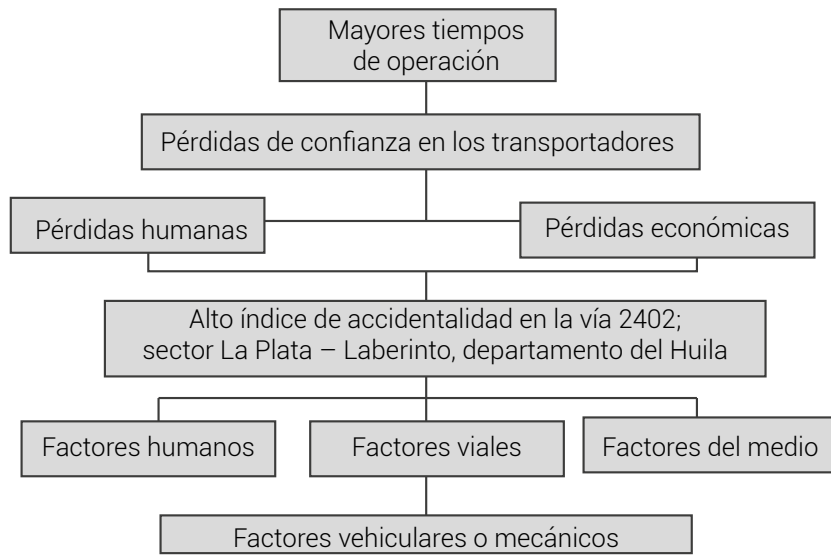 Mayores tiempos
de operación
Pérdidas de confianza en los transportadores
Pérdidas humanas
Pérdidas económicas
Alto índice de accidentalidad en la vía 2402;
sector La Plata – Laberinto, departamento del Huila
Factores humanos
Factores viales
Factores del medio
Factores vehiculares o mecánicos